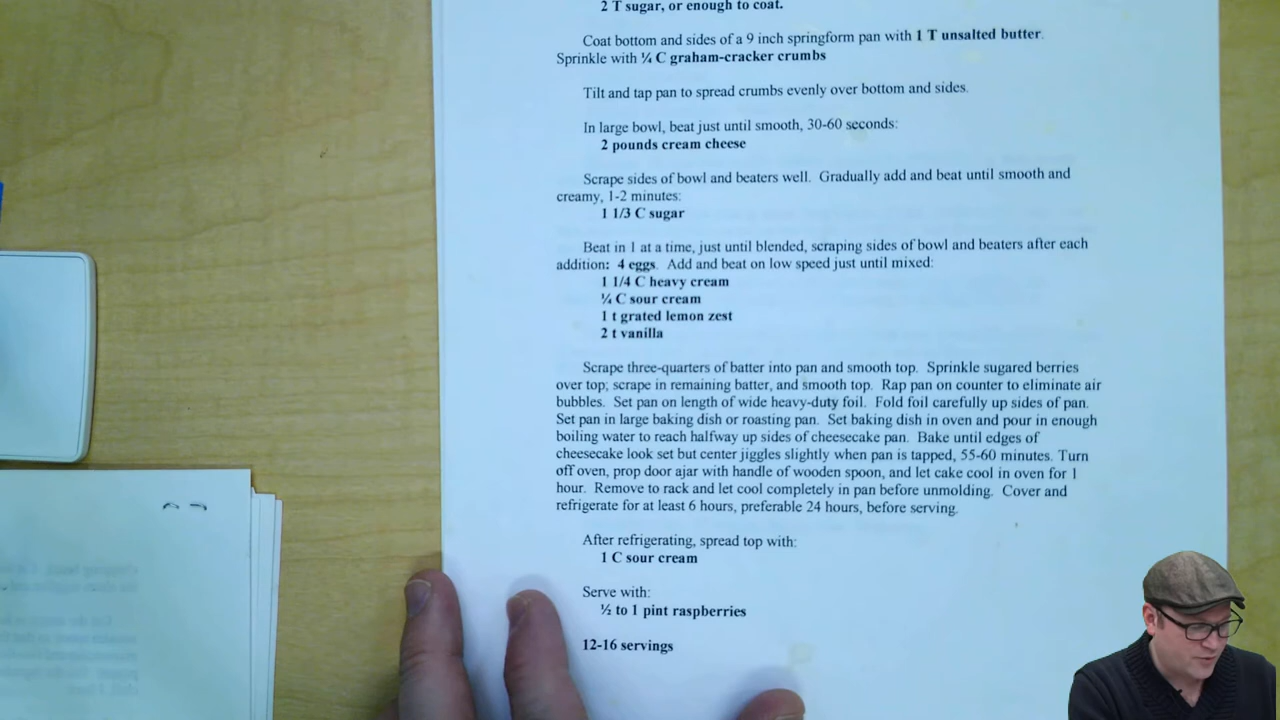 2 T sugar, or enough to coat.
Coat bottom and sides of a 9 inch springform pan with 1 T unsalted butter.
Sprinkle with ¼ C graham-cracker crumbs
Tilt and tap pan to spread crumbs evenly over bottom and sides.
In large bowl, beat just until smooth, 30-60 seconds:
2 pounds cream cheese
Scrape sides of bowl and beaters well. Gradually add and beat until smooth and
creamy, 1-2 minutes:
1 1/3 C sugar
Beat in 1 at a time, just until blended, scraping sides of bowl and beaters after each
addition: 4 eggs. Add and beat on low speed just until mixed:
1 1/4 C heavy cream
¼ C sour cream
1 t grated lemon zest
2 t vanilla
Scrape three-quarters of batter into pan and smooth top. Sprinkle sugared berries
over top; scrape in remaining batter, and smooth top. Rap pan on counter to eliminate air
bubbles. Set pan on length of wide heavy-duty foil. Fold foil carefully up sides of pan.
Set pan in large baking dish or roasting pan. Set baking dish in oven and pour in enough
boiling water to reach halfway up sides of cheesecake pan. Bake until edges of
cheesecake look set but center jiggles slightly when pan is tapped, 55-60 minutes. Turn
off oven, prop door ajar with handle of wooden spoon, and let cake cool in oven for 1
hour. Remove to rack and let cool completely in pan before unmolding. Cover and
refrigerate for at least 6 hours, preferable 24 hours, before serving.
After refrigerating, spread top with:
1 C sour cream
Serve with:
½ to 1 pint raspberries
12-16 servings